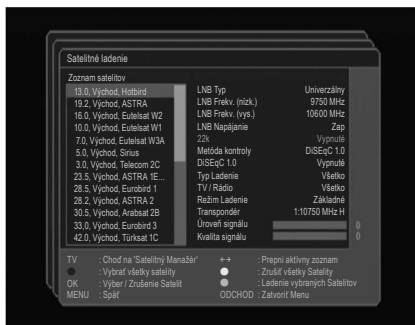 Satelitné ladenie
Zoznam satelitov
13.0, Východ, Hotbird
19.2, Východ, ASTRA
16.0, Východ, Eutelsat W2
10.0, Východ, Eutelsat W1
7.0, Východ, Eutelsat W3A
5.0, Východ, Sirius
3.0, Východ, Telecom 2C
23.5, Východ, ASTRA 1E...
28.5, Východ, Eurobird 1
28.2, Východ, ASTRA 2
30.5, Východ, Arabsat 2B
33.0, Východ, Eurobird 3
42.0, Východ, Türksat 1C
LNB Typ Univerzálny
LNB Frekv. (nizk.) 9750 MHz
LNB Frekv. (vys.) 10600 MHz
LNB Napájanie Zap
22k Vypnuté
Metóda kontroly DiSEqC 1.0
DiSEqC 1.0 Vypnuté
Typ Ladenie Všetko
TV / Rádio Všetko
Režim Ladenie Základné
Transpondér 1:10750 MHz H
Úroveň signálu 0
Kvalita signálu 0
TV : Choď na 'Satelitný Manažér' ↔ : Prepni aktívny zoznam
: Vybrať všetky satelity : Zrušiť všetky Satelity
OK : Výber / Zrušenie Satelit : Ladenie vybraných Satelitov
MENU : Späť ODCHOD : Zatvoriť Menu